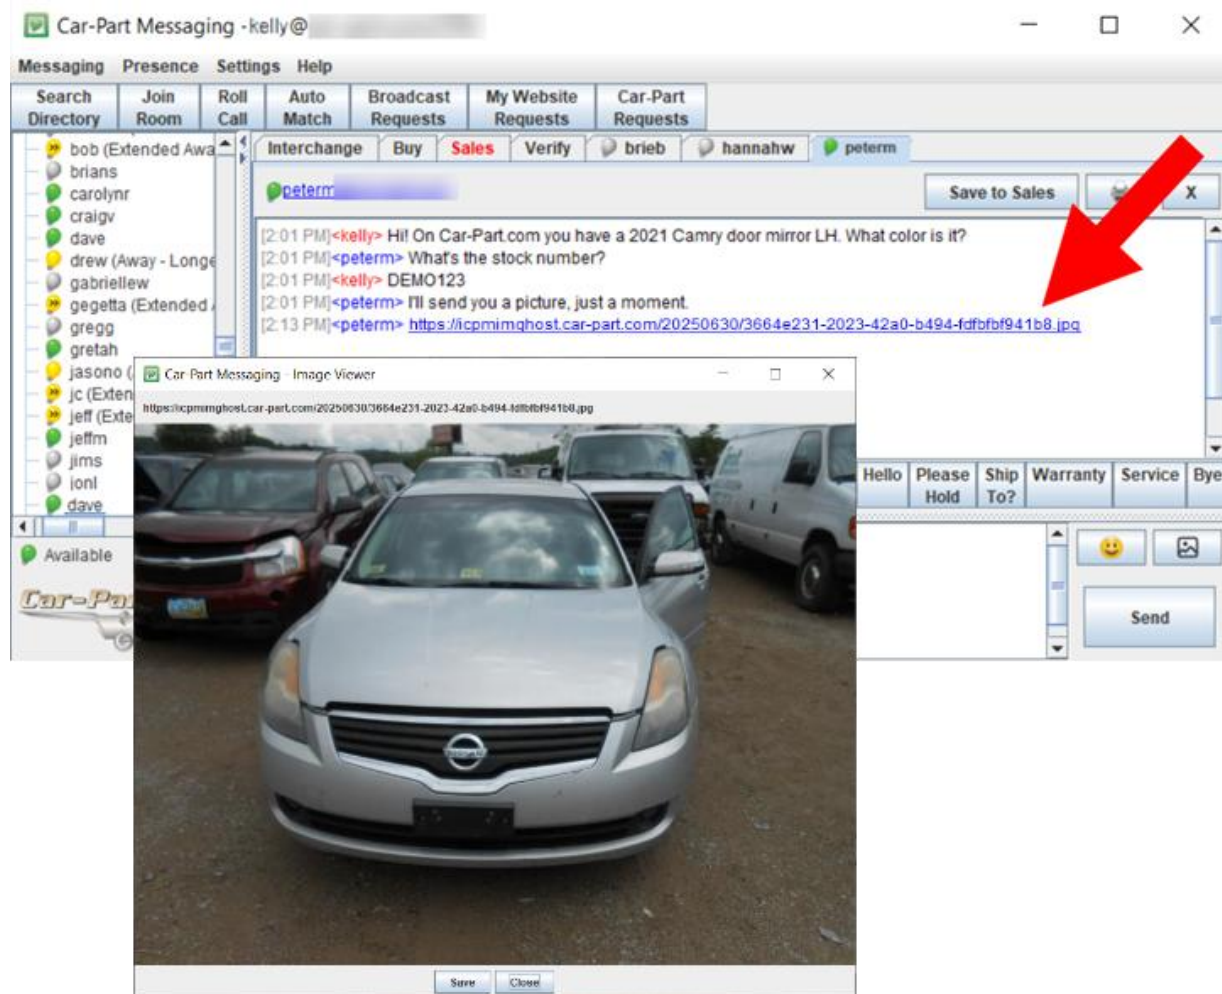 Car-Part Messaging - kelly@
Messaging Presence Settings Help
Search Directory
Join Room
Roll Call
Auto Match
Broadcast Requests
My Website Requests
Car-Part Requests
bob (Extended Awa
brians
carolynr
craigv
dave
drew (Away - Longe
gabriellew
gegetta (Extended
gregg
gretah
jasono (
jc (Exten
jeff (Exte
jeffm
jims
jonl
dave
Available
Car-Pa
Interchange Buy Sales Verify brieb hannahw peterm
peterm
Save to Sales
X
[2:01 PM]<kelly> Hi! On Car-Part.com you have a 2021 Camry door mirror LH. What color is it?
[2:01 PM]<peterm> What's the stock number?
[2:01 PM]<kelly> DEMO123
[2:01 PM]<peterm> I'll send you a picture, just a moment.
[2:13 PM]<peterm> https://icpmimghost.car-part.com/20250630/3664e231-2023-42a0-b494-fdfbfbf941b8.jpg
Hello
Please Hold
Ship To?
Warranty
Service
Bye
Send
Car-Part Messaging - Image Viewer
https://icpmimghost.car-part.com/20250630/3664e231-2023-42a0-b494-fdfbfbf941b8.jpg
Save Close